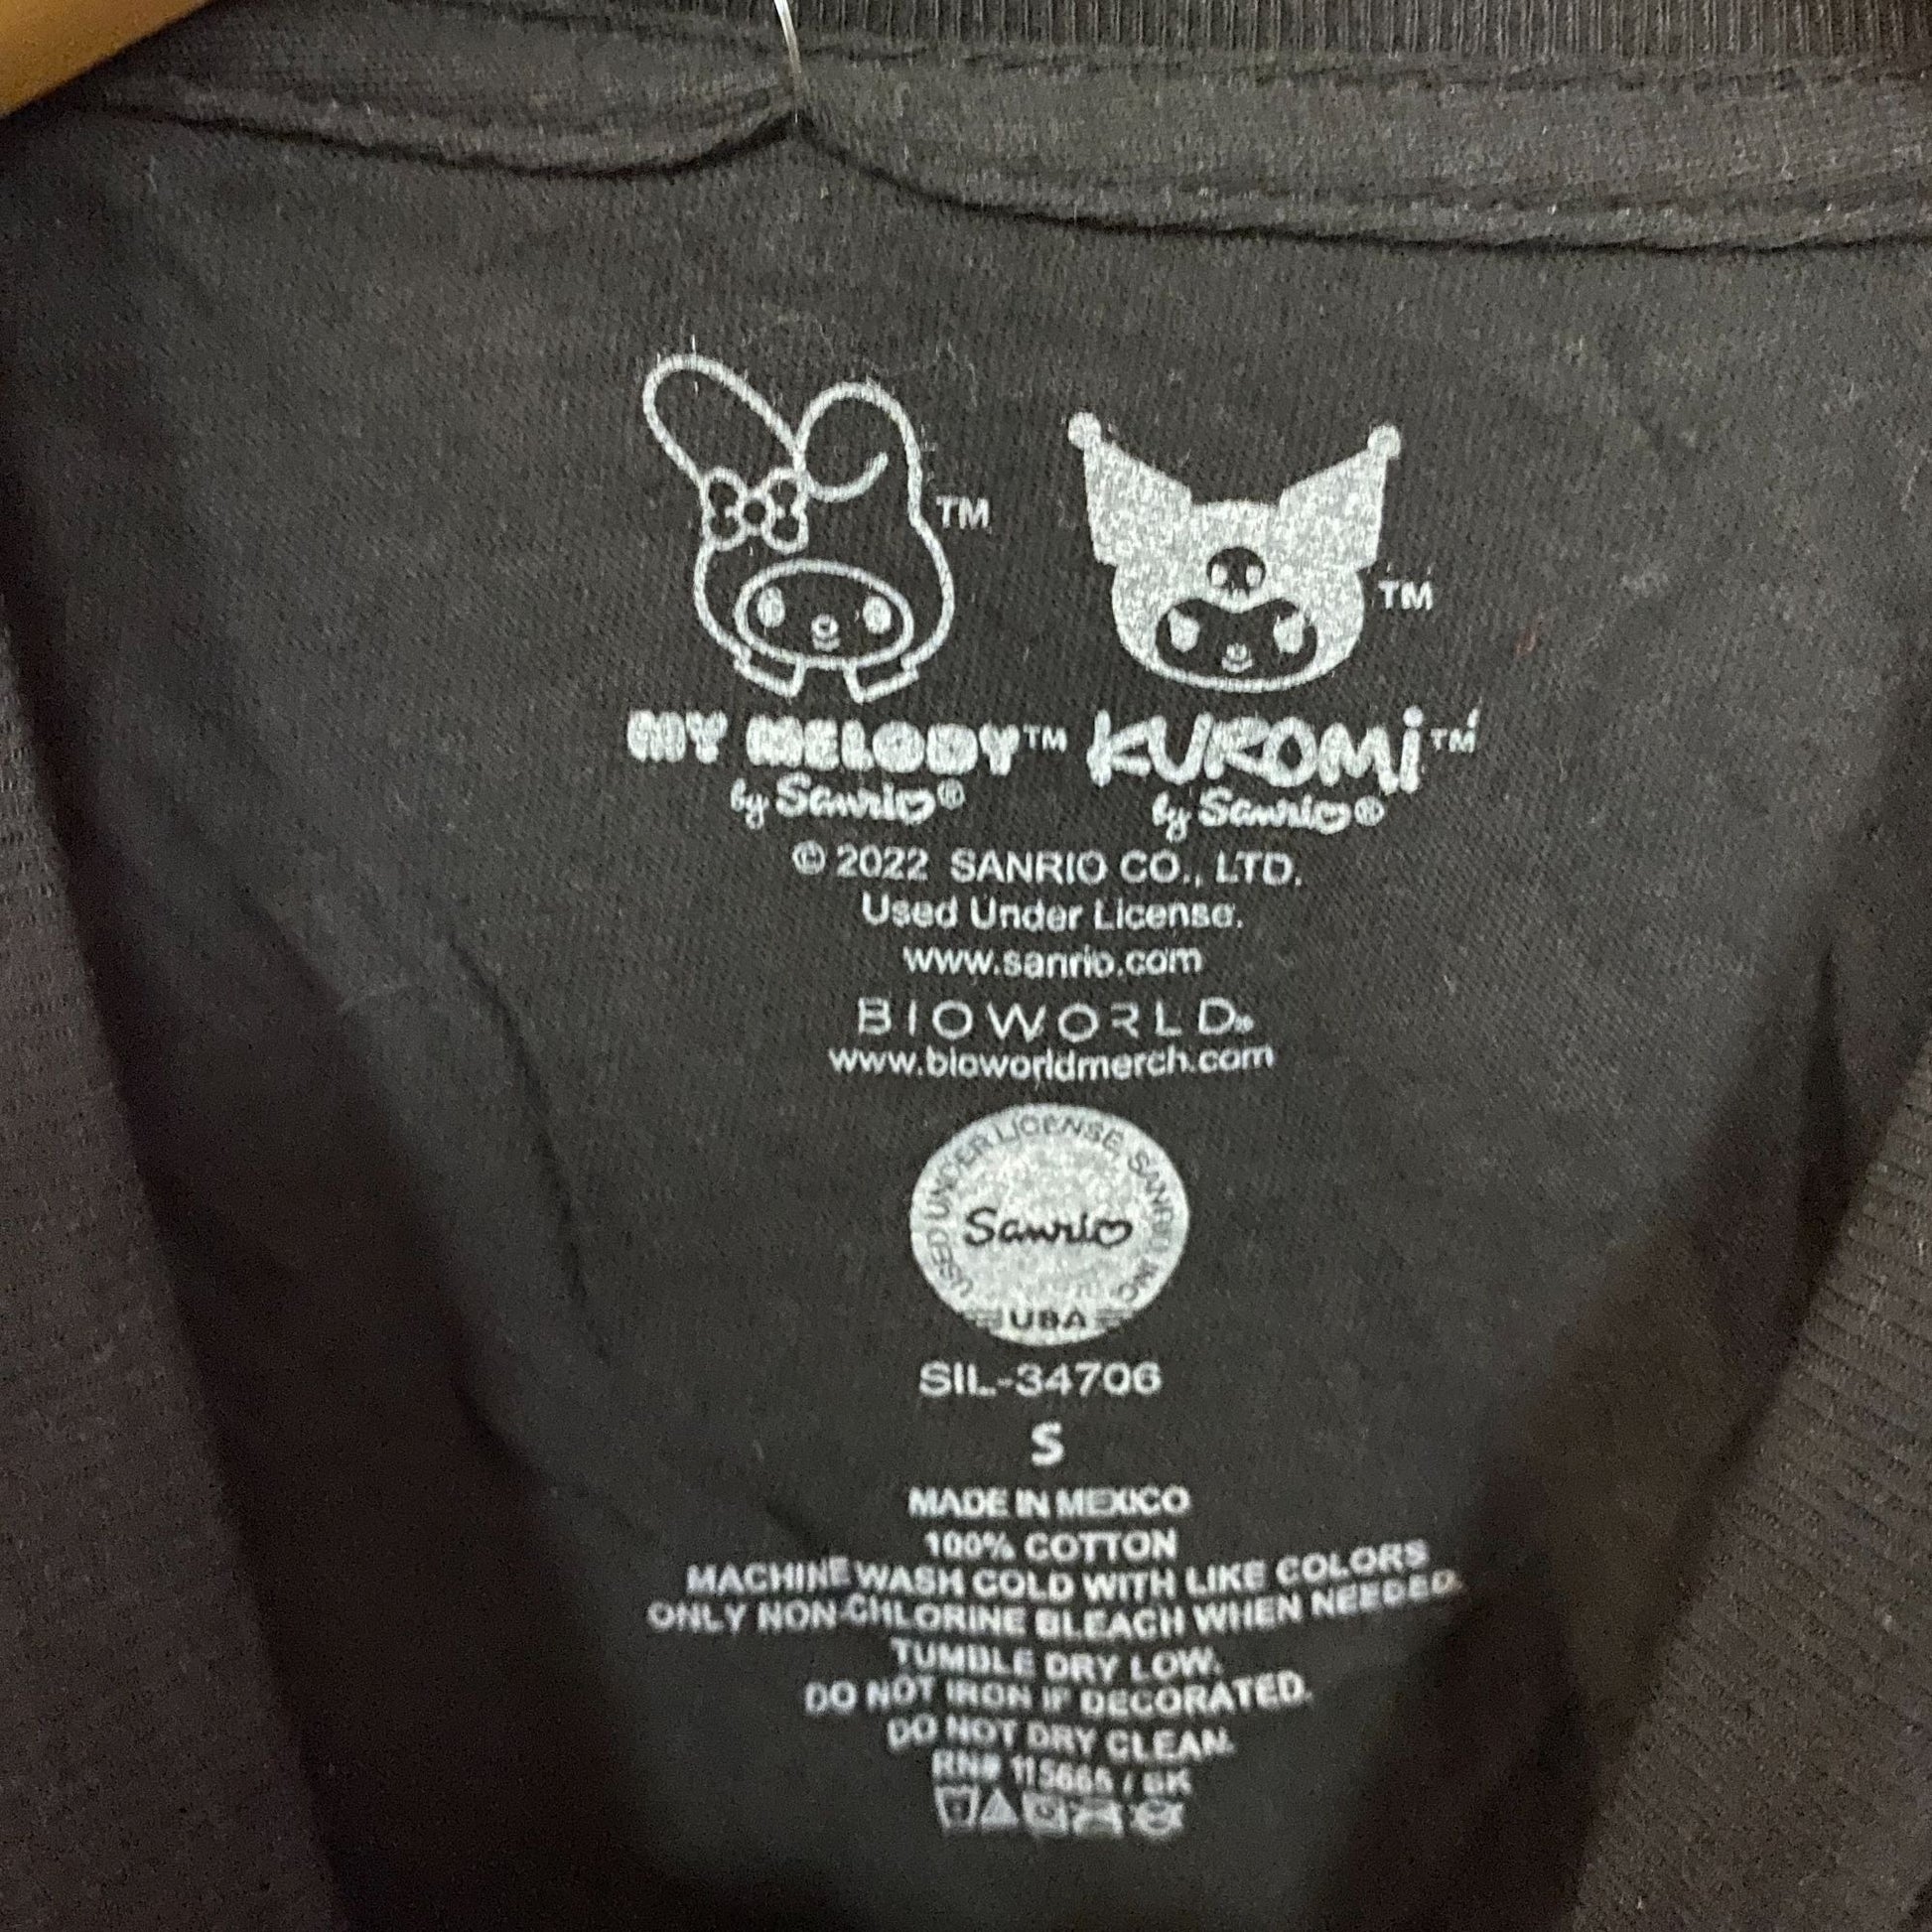 TM
TM
MY MELODY™ KUROMI™
by Sanrio® by Sanrio®
© 2022 SANRIO CO., LTD.
Used Under License.
www.sanrio.com
BIOWORLD®
www.bioworldmerch.com
USED UNDER LICENSE, SANRIO, INC.
Sanrio
USA
SIL-34706
S
MADE IN MEXICO
100% COTTON
MACHINE WASH COLD WITH LIKE COLORS
ONLY NON-CHLORINE BLEACH WHEN NEEDED.
TUMBLE DRY LOW.
DO NOT IRON IF DECORATED.
DO NOT DRY CLEAN.
RN# / BK